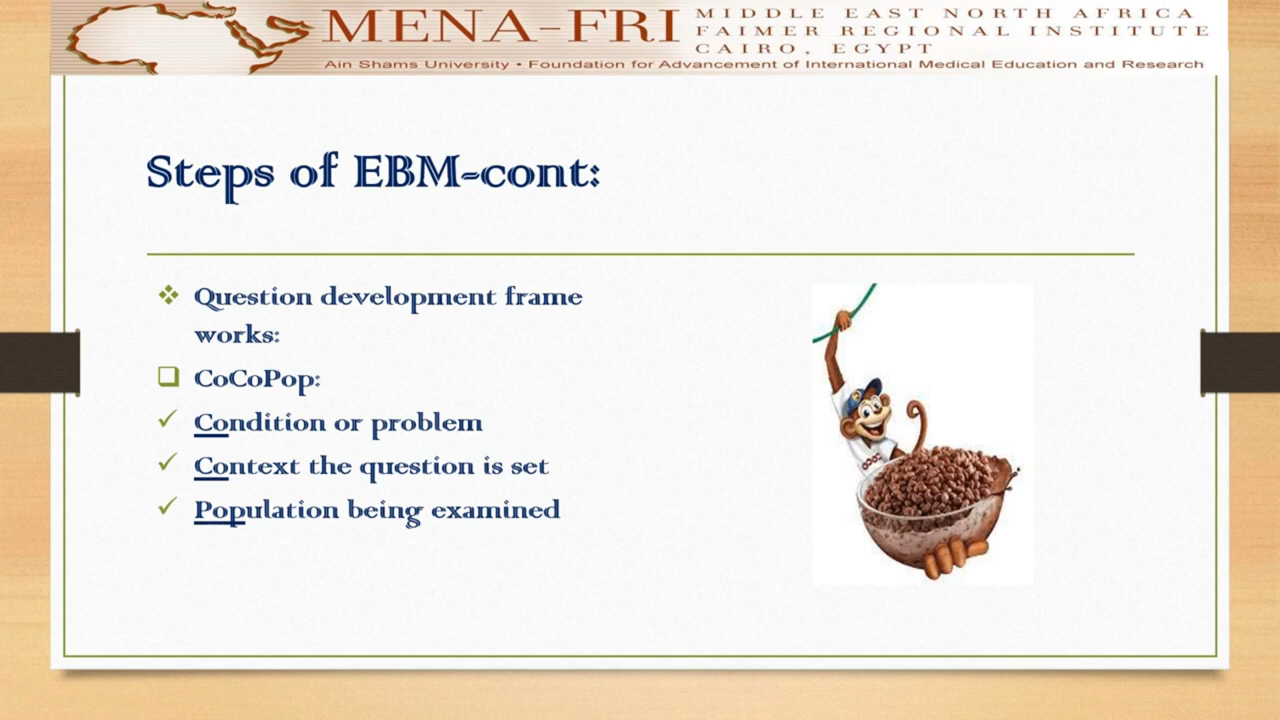 MENA-FRI
MIDDLE EAST NORTH AFRICA
FAIMER REGIONAL INSTITUTE
CAIRO, EGYPT
Ain Shams University • Foundation for Advancement of International Medical Education and Research
Steps of EBM-cont:
❖ Question development frame
works:
❑ CoCoPop:
✓ Condition or problem
✓ Context the question is set
✓ Population being examined